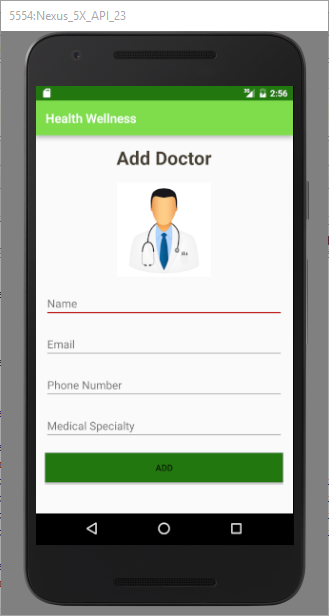 5554:Nexus_5X_API_23
2:56
Health Wellness
Add Doctor
Name
Email
Phone Number
Medical Specialty
ADD